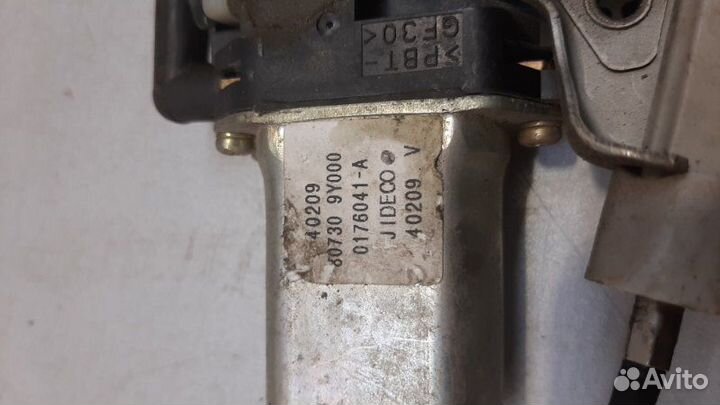 40209
80730 9Y000
0176041-A
JIDECO
40209 V
>PBT-
GF30<
Avito